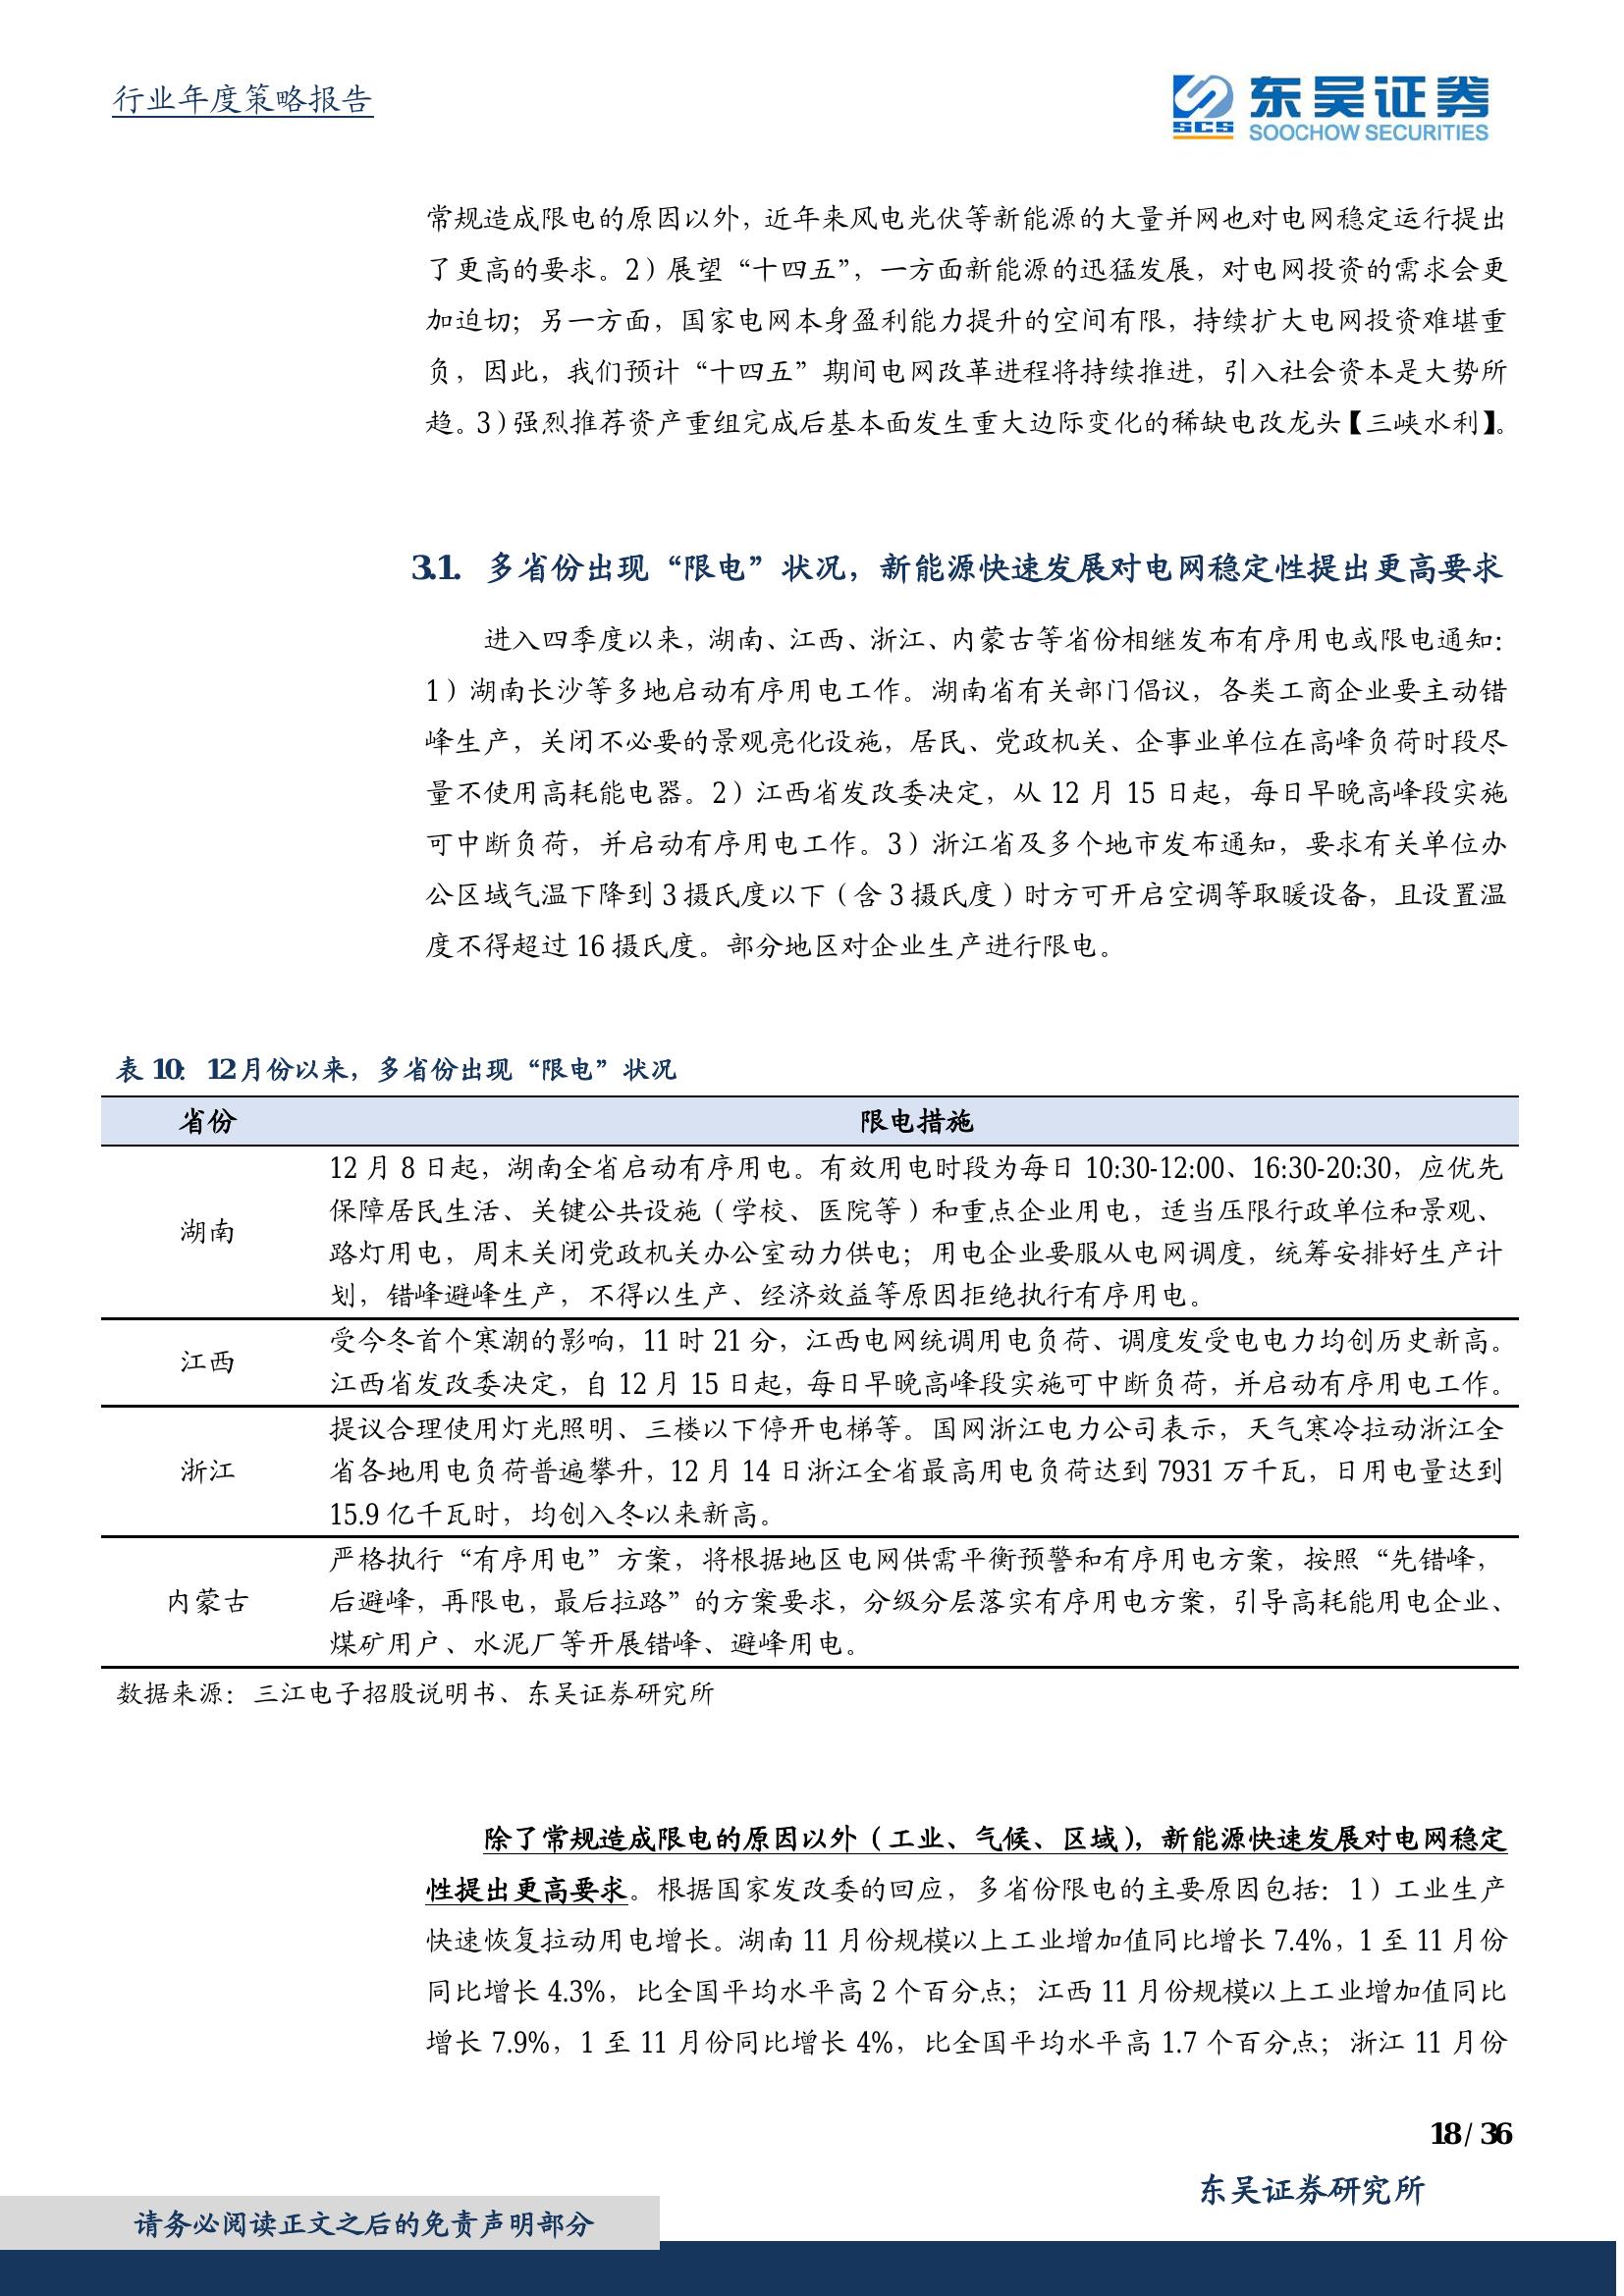 行业年度策略报告
东吴证券
SCS
SOOCHOW SECURITIES
常规造成限电的原因以外，近年来风电光伏等新能源的大量并网也对电网稳定运行提出
了更高的要求。2）展望“十四五”，一方面新能源的迅猛发展，对电网投资的需求会更
加迫切；另一方面，国家电网本身盈利能力提升的空间有限，持续扩大电网投资难堪重
负，因此，我们预计“十四五”期间电网改革进程将持续推进，引入社会资本是大势所
趋。3）强烈推荐资产重组完成后基本面发生重大边际变化的稀缺电改龙头【三峡水利】。
3.1. 多省份出现“限电”状况，新能源快速发展对电网稳定性提出更高要求
进入四季度以来，湖南、江西、浙江、内蒙古等省份相继发布有序用电或限电通知：
1）湖南长沙等多地启动有序用电工作。湖南省有关部门倡议，各类工商企业要主动错
峰生产，关闭不必要的景观亮化设施，居民、党政机关、企事业单位在高峰负荷时段尽
量不使用高耗能电器。2）江西省发改委决定，从 12 月 15 日起，每日早晚高峰段实施
可中断负荷，并启动有序用电工作。3）浙江省及多个地市发布通知，要求有关单位办
公区域气温下降到 3 摄氏度以下（含 3 摄氏度）时方可开启空调等取暖设备，且设置温
度不得超过 16 摄氏度。部分地区对企业生产进行限电。
表 10：12 月份以来，多省份出现“限电”状况
省份 限电措施
湖南
12 月 8 日起，湖南全省启动有序用电。有效用电时段为每日 10:30-12:00、16:30-20:30，应优先
保障居民生活、关键公共设施（学校、医院等）和重点企业用电，适当压限行政单位和景观、
路灯用电，周末关闭党政机关办公室动力供电；用电企业要服从电网调度，统筹安排好生产计
划，错峰避峰生产，不得以生产、经济效益等原因拒绝执行有序用电。
江西
受今冬首个寒潮的影响，11 时 21 分，江西电网统调用电负荷、调度发受电电力均创历史新高。
江西省发改委决定，自 12 月 15 日起，每日早晚高峰段实施可中断负荷，并启动有序用电工作。
浙江
提议合理使用灯光照明、三楼以下停开电梯等。国网浙江电力公司表示，天气寒冷拉动浙江全
省各地用电负荷普遍攀升，12 月 14 日浙江全省最高用电负荷达到 7931 万千瓦，日用电量达到
15.9 亿千瓦时，均创入冬以来新高。
内蒙古
严格执行“有序用电”方案，将根据地区电网供需平衡预警和有序用电方案，按照“先错峰，
后避峰，再限电，最后拉路”的方案要求，分级分层落实有序用电方案，引导高耗能用电企业、
煤矿用户、水泥厂等开展错峰、避峰用电。
数据来源：三江电子招股说明书、东吴证券研究所
除了常规造成限电的原因以外（工业、气候、区域），新能源快速发展对电网稳定
性提出更高要求。根据国家发改委的回应，多省份限电的主要原因包括：1）工业生产
快速恢复拉动用电增长。湖南 11 月份规模以上工业增加值同比增长 7.4%，1 至 11 月份
同比增长 4.3%，比全国平均水平高 2 个百分点；江西 11 月份规模以上工业增加值同比
增长 7.9%，1 至 11 月份同比增长 4%，比全国平均水平高 1.7 个百分点；浙江 11 月份
18 / 36
东吴证券研究所
请务必阅读正文之后的免责声明部分